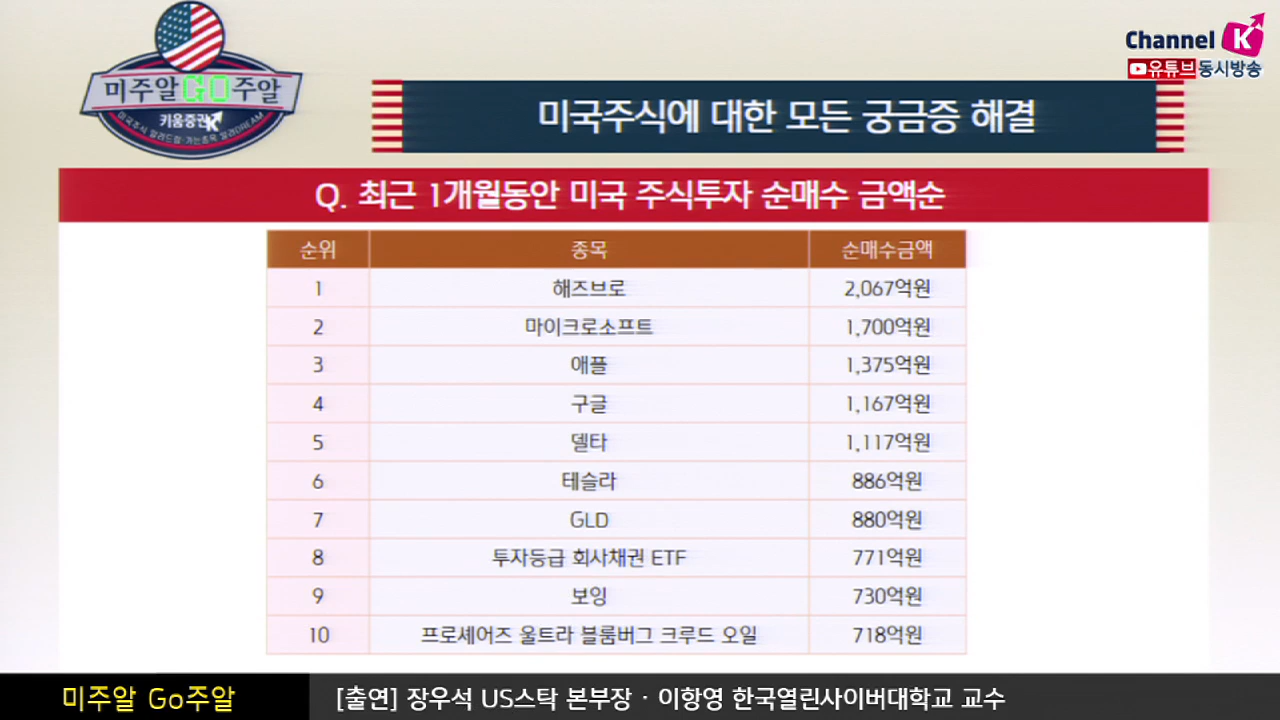 Channel K
유튜브동시방송
미주알GO주알
키움증권
미국주식에 대한 모든 궁금증 해결
Q. 최근 1개월동안 미국 주식투자 순매수 금액순
순위 종목 순매수금액
1 해즈브로 2,067억원
2 마이크로소프트 1,700억원
3 애플 1,375억원
4 구글 1,167억원
5 델타 1,117억원
6 테슬라 886억원
7 GLD 880억원
8 투자등급 회사채권 ETF 771억원
9 보잉 730억원
10 프로셰어즈 울트라 블룸버그 크루드 오일 718억원
미주알 Go주알
[출연] 장우석 US스탁 본부장 · 이항영 한국열린사이버대학교 교수